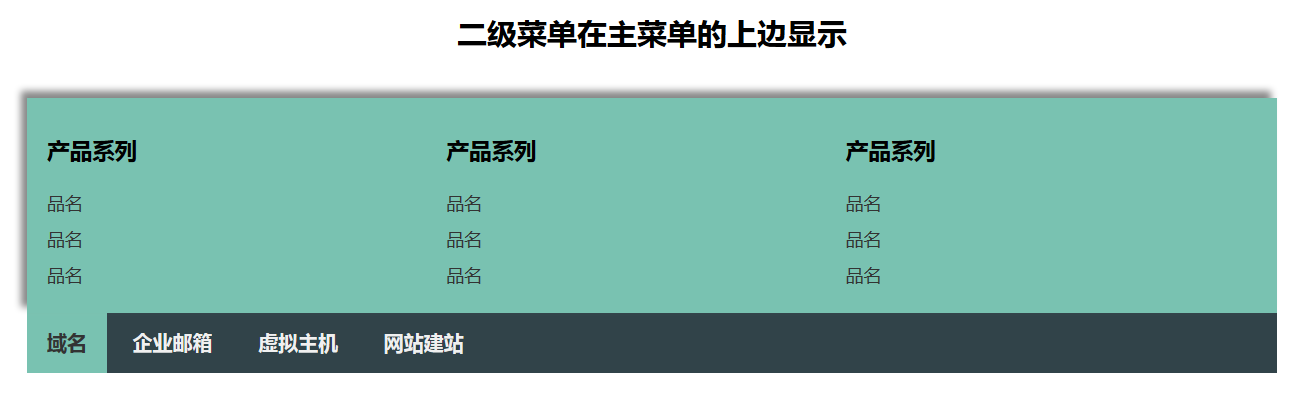 二级菜单在主菜单的上边显示
产品系列 产品系列 产品系列
品名 品名 品名
品名 品名 品名
品名 品名 品名
域名 企业邮箱 虚拟主机 网站建站